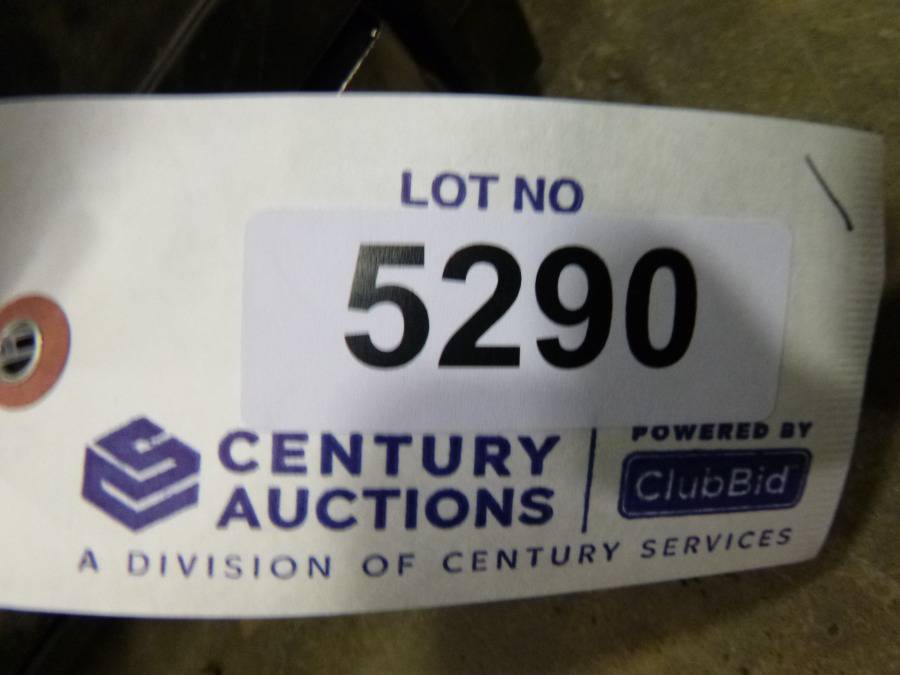 LOT NO
5290
CENTURY
AUCTIONS
POWERED BY
ClubBid
A DIVISION OF CENTURY SERVICES